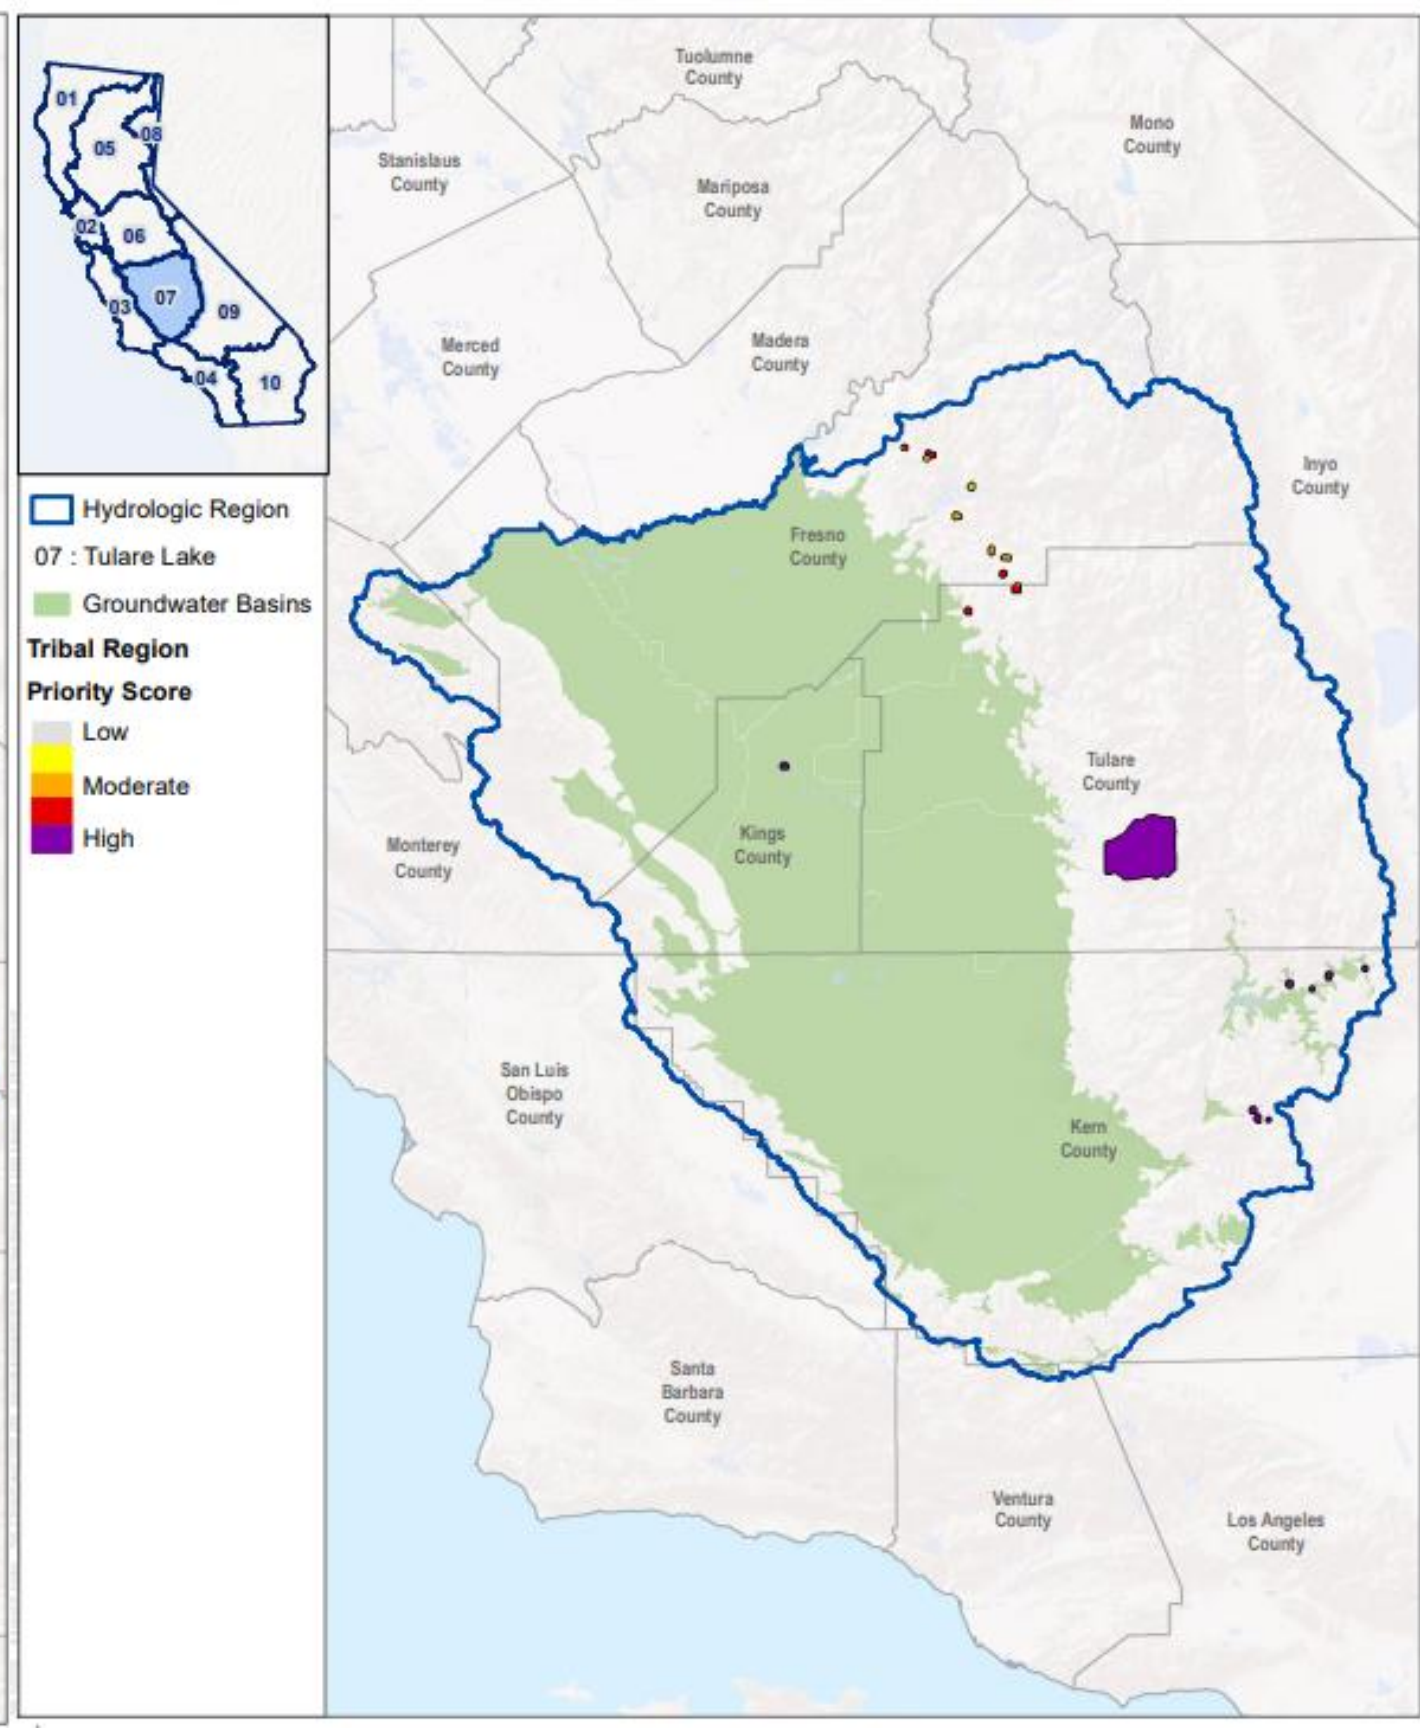 01
08
05
02
06
07
03
09
04
10
Hydrologic Region
07 : Tulare Lake
Groundwater Basins
Tribal Region
Priority Score
Low
Moderate
High
Tuolumne
County
Mono
County
Stanislaus
County
Mariposa
County
Merced
County
Madera
County
Inyo
County
Fresno
County
Tulare
County
Kings
County
Monterey
County
San Luis
Obispo
County
Kern
County
Santa
Barbara
County
Ventura
County
Los Angeles
County